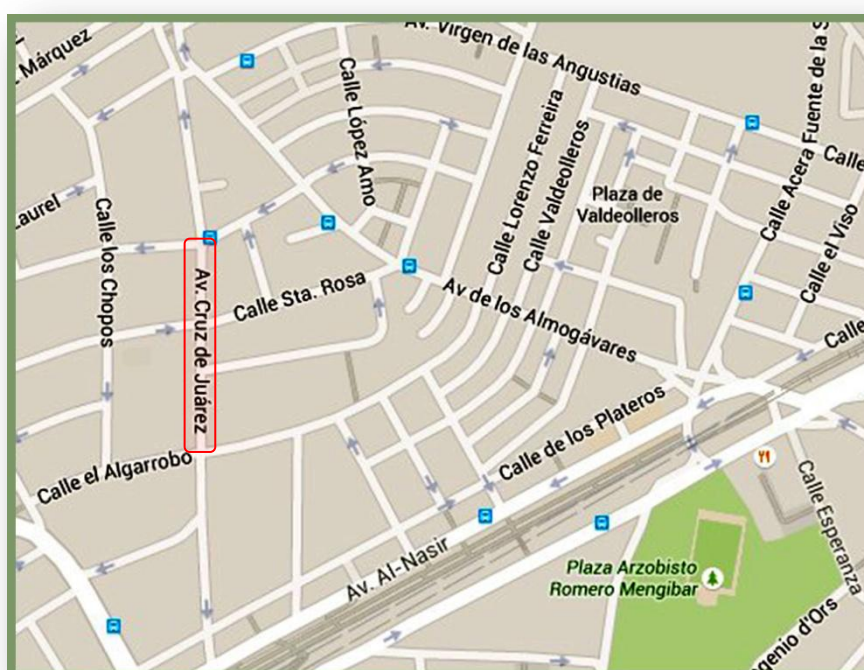 Av. Virgen de las Angustias
Márquez
Calle López Amo
Calle Acera Fuente de la S
Calle Lorenzo Ferreira
Calle Valdeolleros
Calle
Plaza de
Valdeolleros
Laurel
Calle los Chopos
Calle el Viso
Av. Cruz de Juárez
Calle Sta. Rosa
Av de los Almogávares
Calle
Calle de los Plateros
Calle el Algarrobo
Calle Esperanza
Av. Al-Nasir
Plaza Arzobisto
Romero Mengibar
genio d'Ors